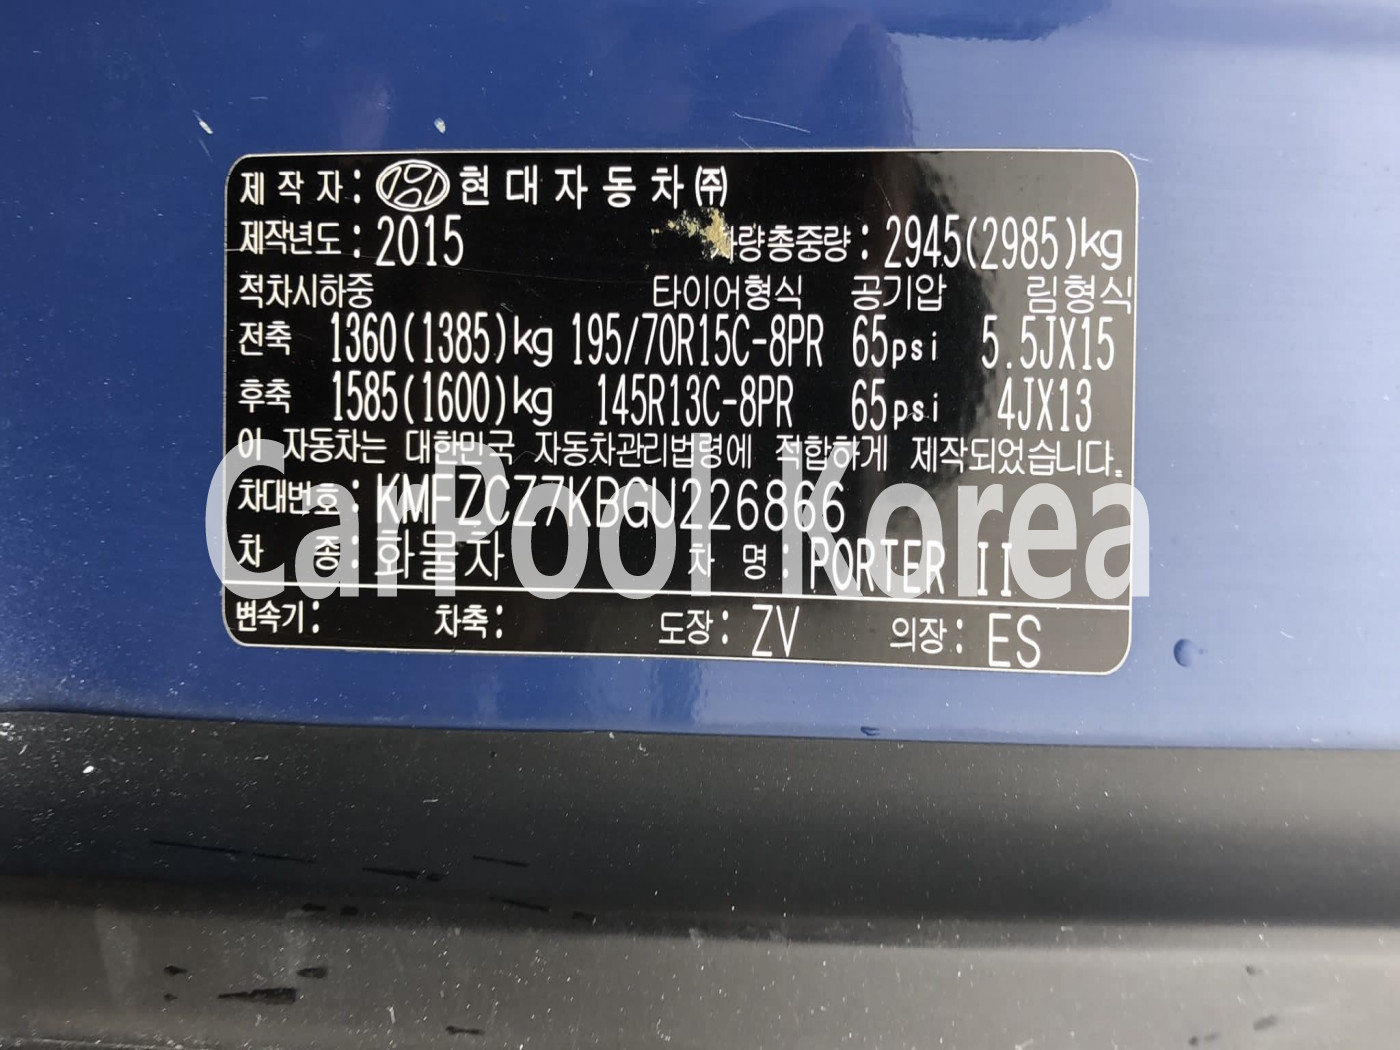 제 작 자 : 현 대 자 동 차 ㈜
제작년도 : 2015 차량총중량 : 2945(2985)kg
적차시하중 타이어형식 공기압 림형식
전축 1360(1385)kg 195/70R15C-8PR 65psi 5.5JX15
후축 1585(1600)kg 145R13C-8PR 65psi 4JX13
이 자동차는 대한민국 자동차관리법령에 적합하게 제작되었습니다.
차대번호 : KMFZCZ7KBGU226866
차 종 : 화물차 차 명 : PORTER II
변속기 : 차축 : 도장 : ZV 의장 : ES
CarPool Korea